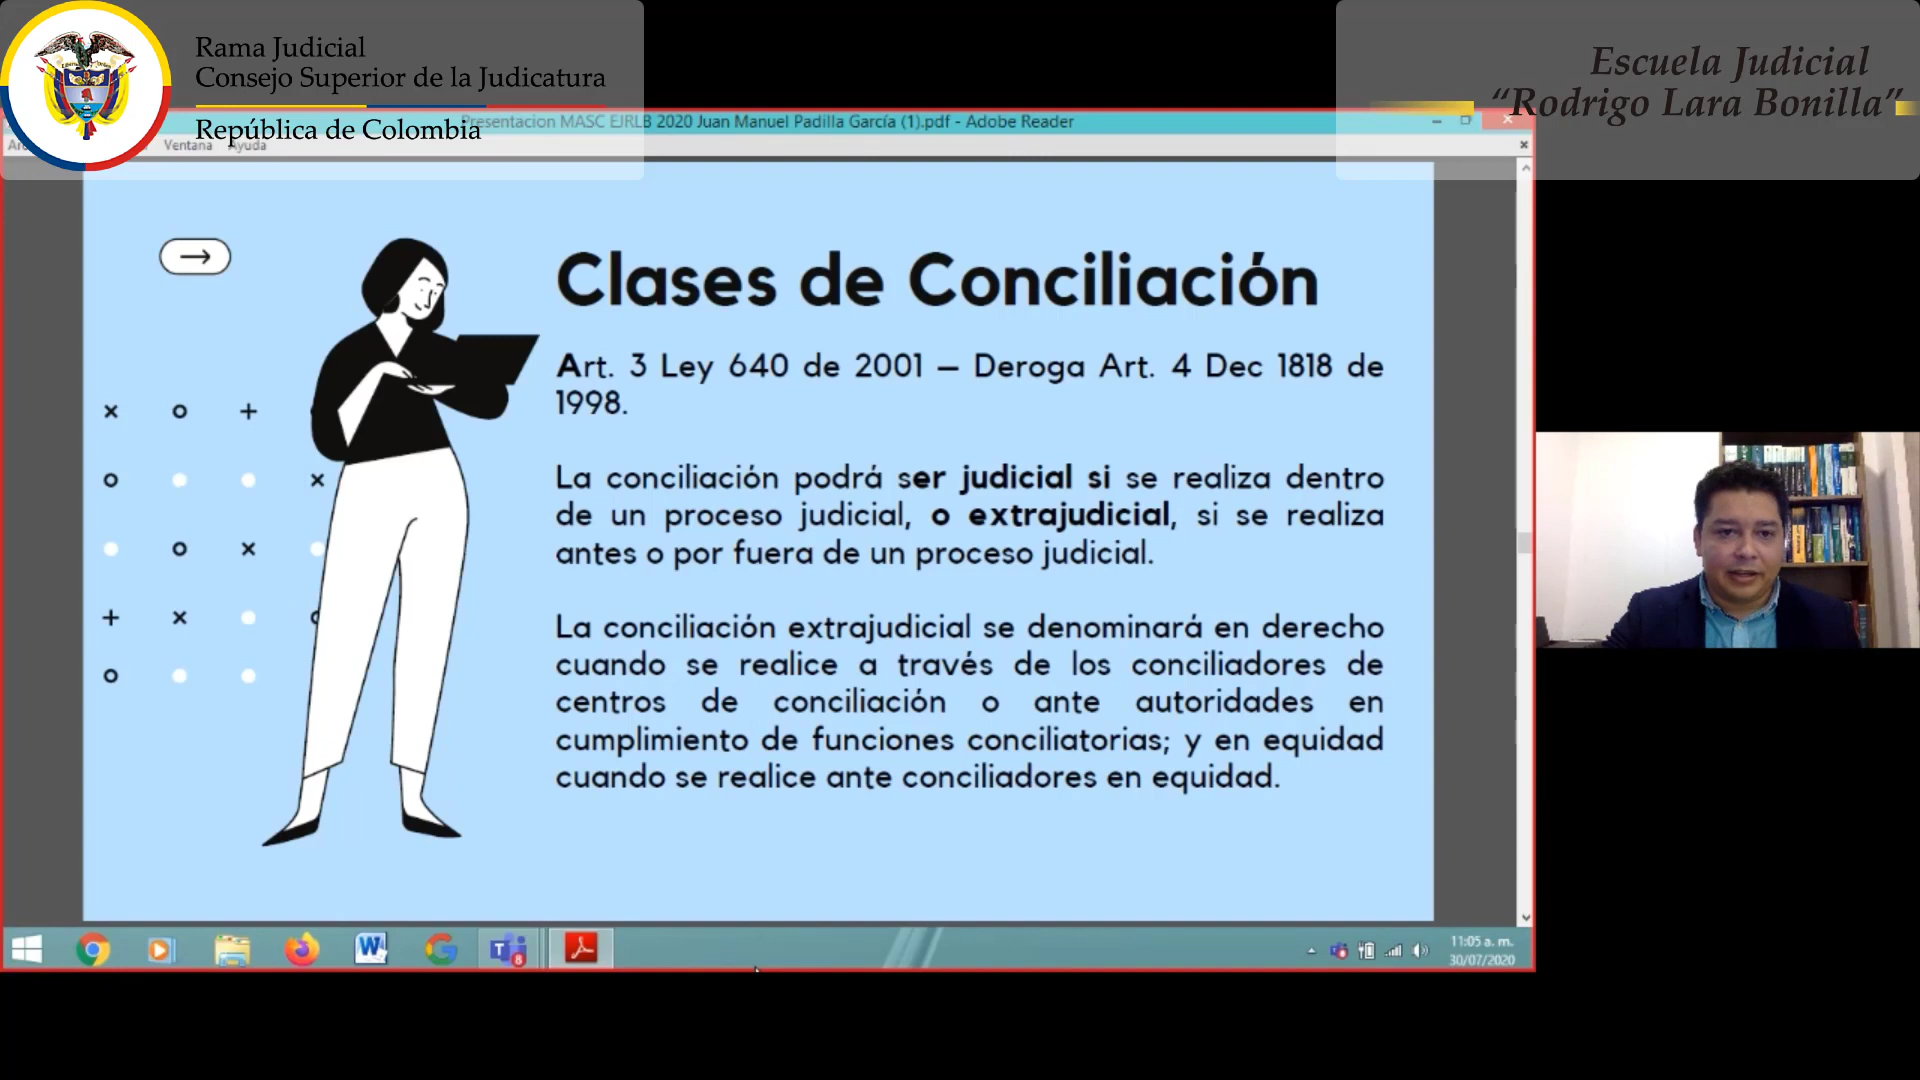 Rama Judicial
Consejo Superior de la Judicatura
República de Colombia
Escuela Judicial
“Rodrigo Lara Bonilla”
Presentacion MASC EJRLB 2020 Juan Manuel Padilla García (1).pdf - Adobe Reader
Ventana Ayuda
Clases de Conciliación
Art. 3 Ley 640 de 2001 – Deroga Art. 4 Dec 1818 de
1998.
La conciliación podrá ser judicial si se realiza dentro
de un proceso judicial, o extrajudicial, si se realiza
antes o por fuera de un proceso judicial.
La conciliación extrajudicial se denominará en derecho
cuando se realice a través de los conciliadores de
centros de conciliación o ante autoridades en
cumplimiento de funciones conciliatorias; y en equidad
cuando se realice ante conciliadores en equidad.
11:05 a. m.
30/07/2020